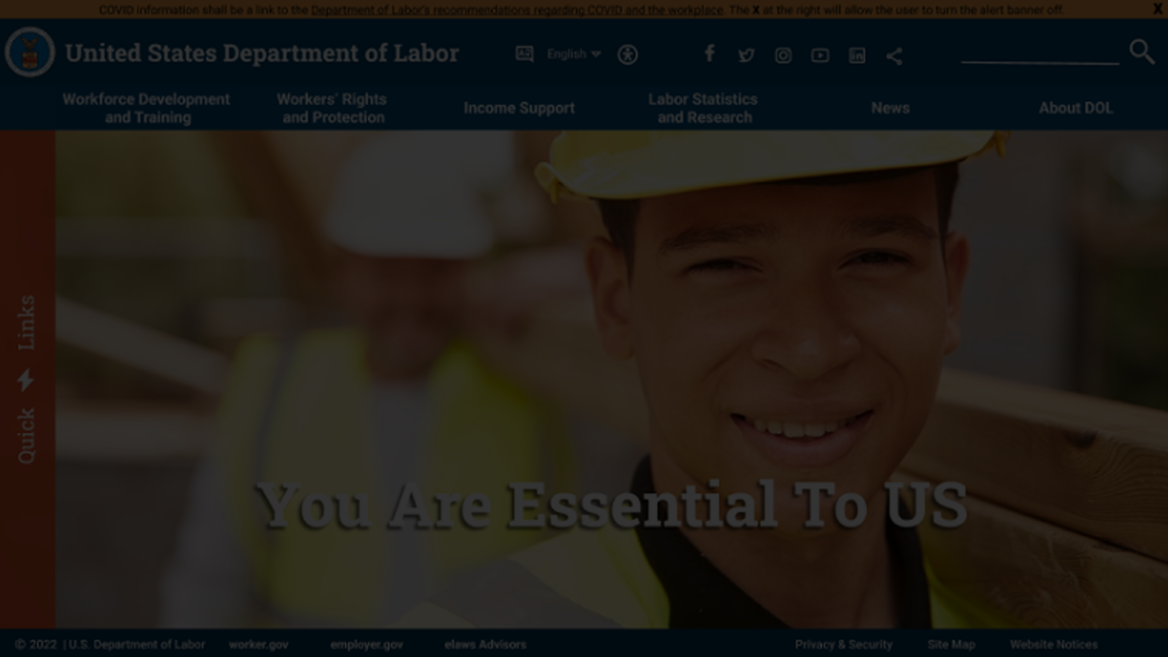 COVID information shall be a link to the Department of Labor's recommendations regarding COVID and the workplace. The X at the right will allow the user to turn the alert banner off.
X
United States Department of Labor
English
Workforce Development
and Training
Workers' Rights
and Protection
Income Support
Labor Statistics
and Research
News
About DOL
Quick Links
You Are Essential To US
© 2022 | U.S. Department of Labor
worker.gov
employer.gov
elaws Advisors
Privacy & Security
Site Map
Website Notices